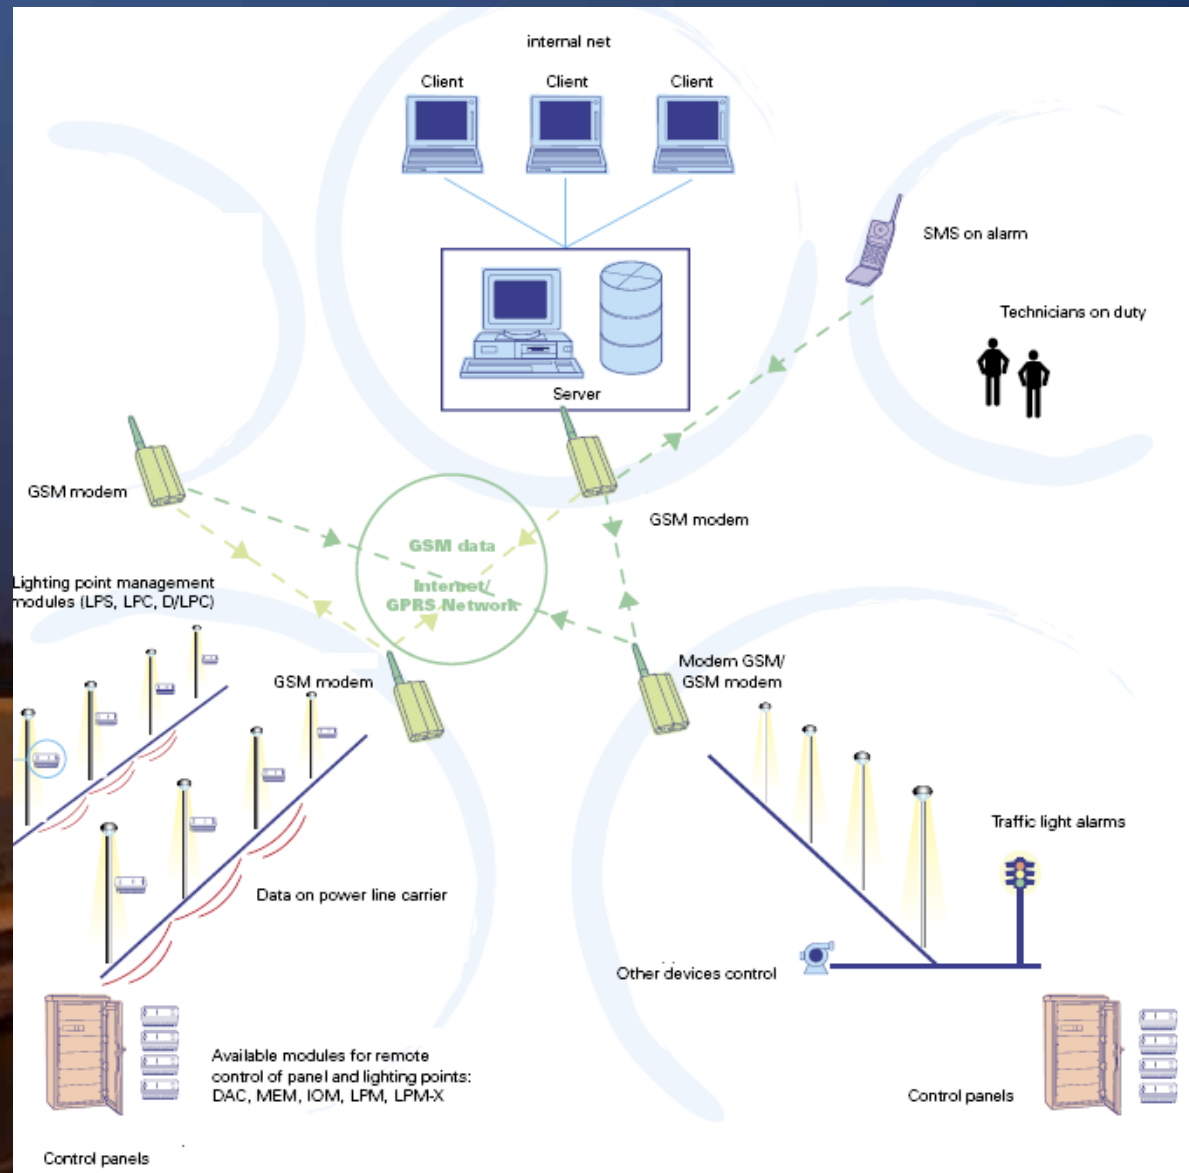 internal net
Client
Client
Client
SMS on alarm
Technicians on duty
Server
GSM modem
GSM modem
GSM data
Internet/
GPRS Network
Lighting point management
modules (LPS, LPC, D/LPC)
GSM modem
Modem GSM/
GSM modem
Traffic light alarms
Data on power line carrier
Other devices control
Available modules for remote
control of panel and lighting points:
DAC, MEM, IOM, LPM, LPM-X
Control panels
Control panels